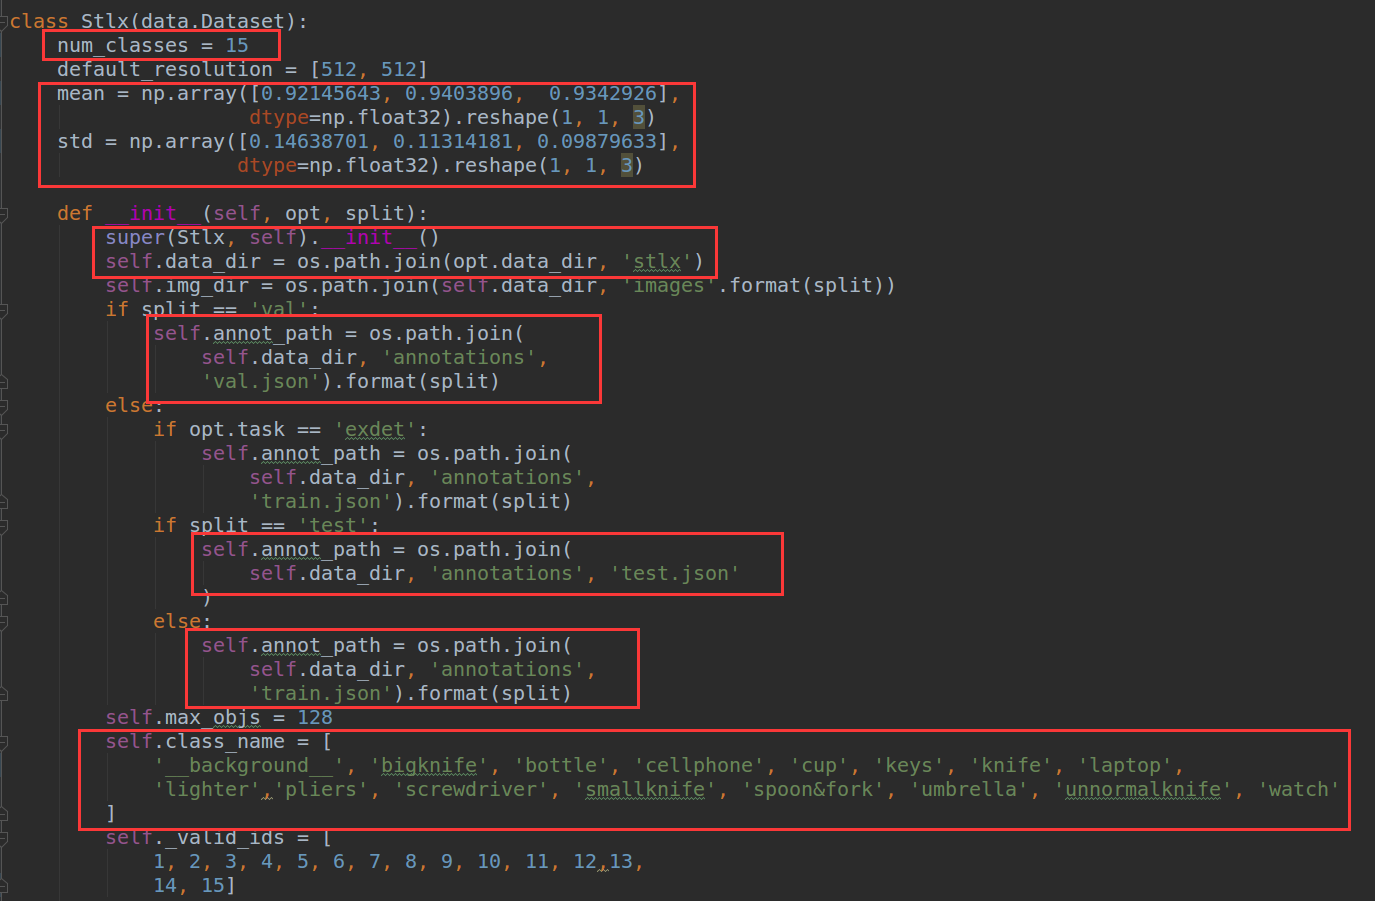 class Stlx(data.Dataset):
    num_classes = 15
    default_resolution = [512, 512]
    mean = np.array([0.92145643, 0.9403896,  0.9342926],
                    dtype=np.float32).reshape(1, 1, 3)
    std = np.array([0.14638701, 0.11314181, 0.09879633],
                   dtype=np.float32).reshape(1, 1, 3)
    def __init__(self, opt, split):
        super(Stlx, self).__init__()
        self.data_dir = os.path.join(opt.data_dir, 'stlx')
        self.img_dir = os.path.join(self.data_dir, 'images'.format(split))
        if split == 'val':
            self.annot_path = os.path.join(
                self.data_dir, 'annotations',
                'val.json').format(split)
        else:
            if opt.task == 'exdet':
                self.annot_path = os.path.join(
                    self.data_dir, 'annotations',
                    'train.json').format(split)
            if split == 'test':
                self.annot_path = os.path.join(
                    self.data_dir, 'annotations', 'test.json'
                )
            else:
                self.annot_path = os.path.join(
                    self.data_dir, 'annotations',
                    'train.json').format(split)
        self.max_objs = 128
        self.class_name = [
            '__background__', 'bigknife', 'bottle', 'cellphone', 'cup', 'keys', 'knife', 'laptop',
            'lighter','pliers', 'screwdriver', 'smallknife', 'spoon&fork', 'umbrella', 'unnormalknife', 'watch'
        ]
        self._valid_ids = [
            1, 2, 3, 4, 5, 6, 7, 8, 9, 10, 11, 12,13,
            14, 15]